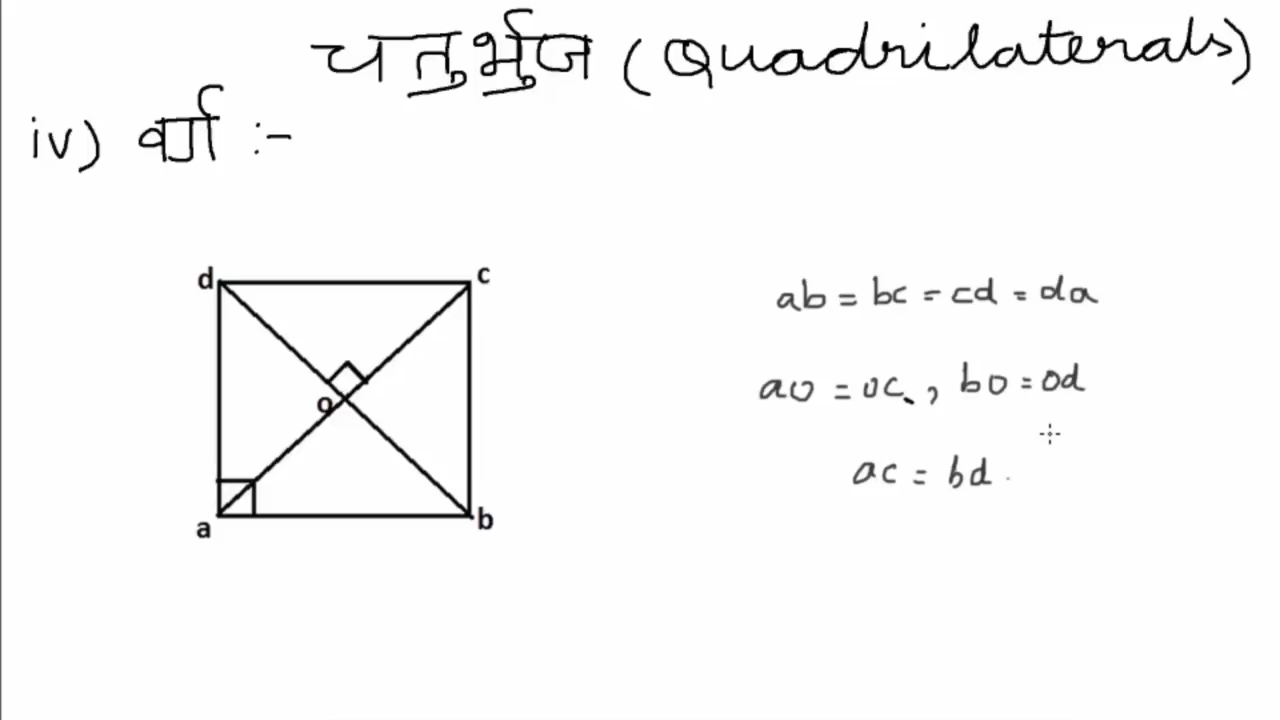 चतुर्भुज (Quadrilaterals)
iv) वर्ग :-
d c
ab = bc = cd = da
ao = oc, bo = od
o
ac = bd
a b